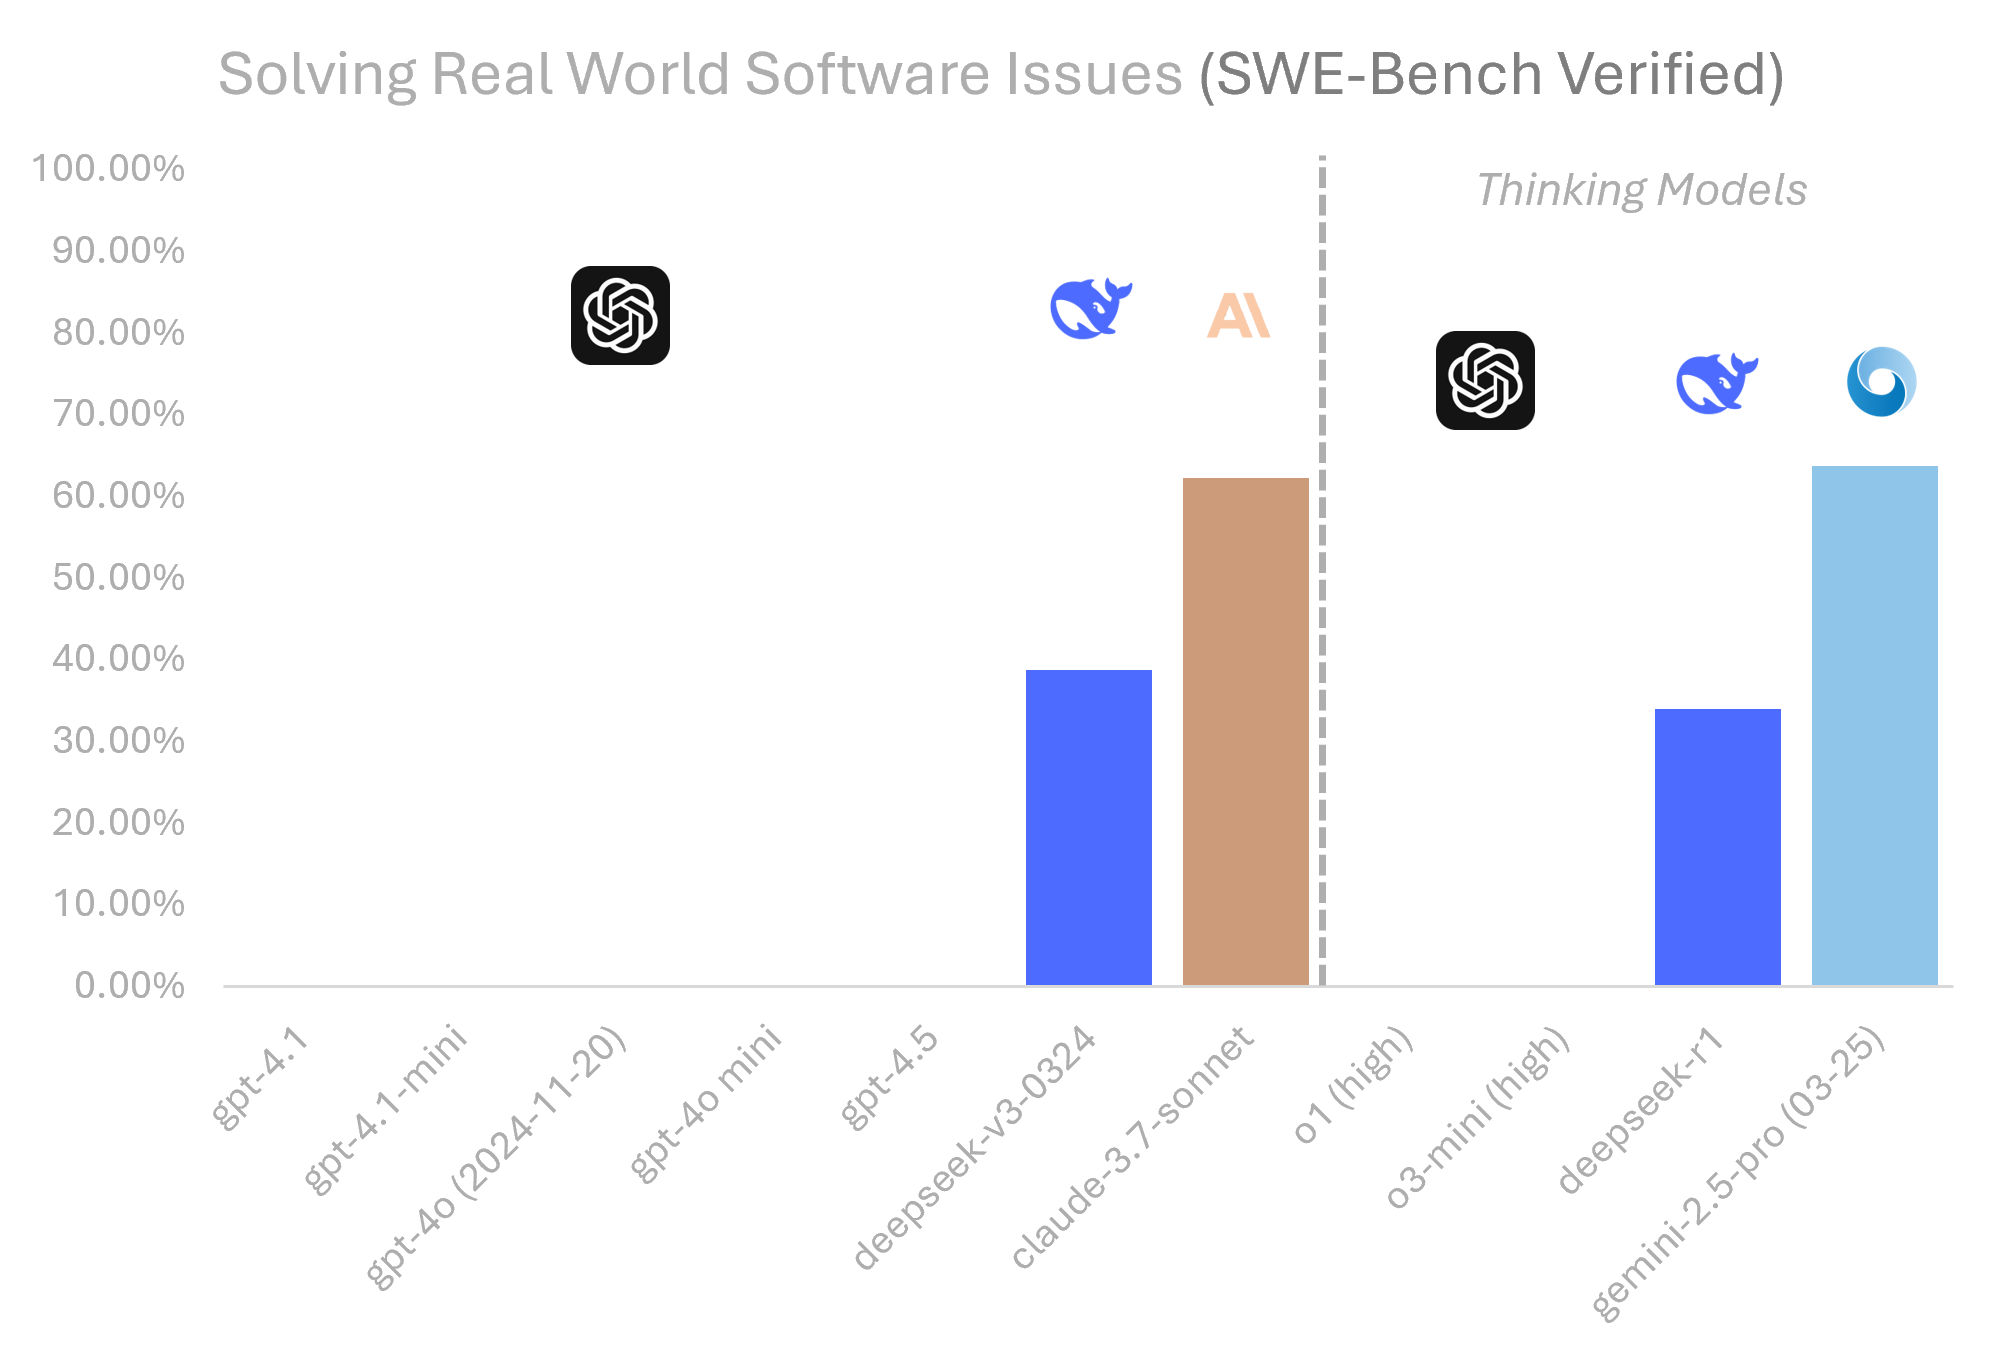 Solving Real World Software Issues (SWE-Bench Verified)
Thinking Models
100.00%
90.00%
80.00%
70.00%
60.00%
50.00%
40.00%
30.00%
20.00%
10.00%
0.00%
gpt-4.1
gpt-4.1-mini
gpt-4o (2024-11-20)
gpt-4o mini
gpt-4.5
deepseek-v3-0324
claude-3.7-sonnet
o1 (high)
o3-mini (high)
deepseek-r1
gemini-2.5-pro (03-25)